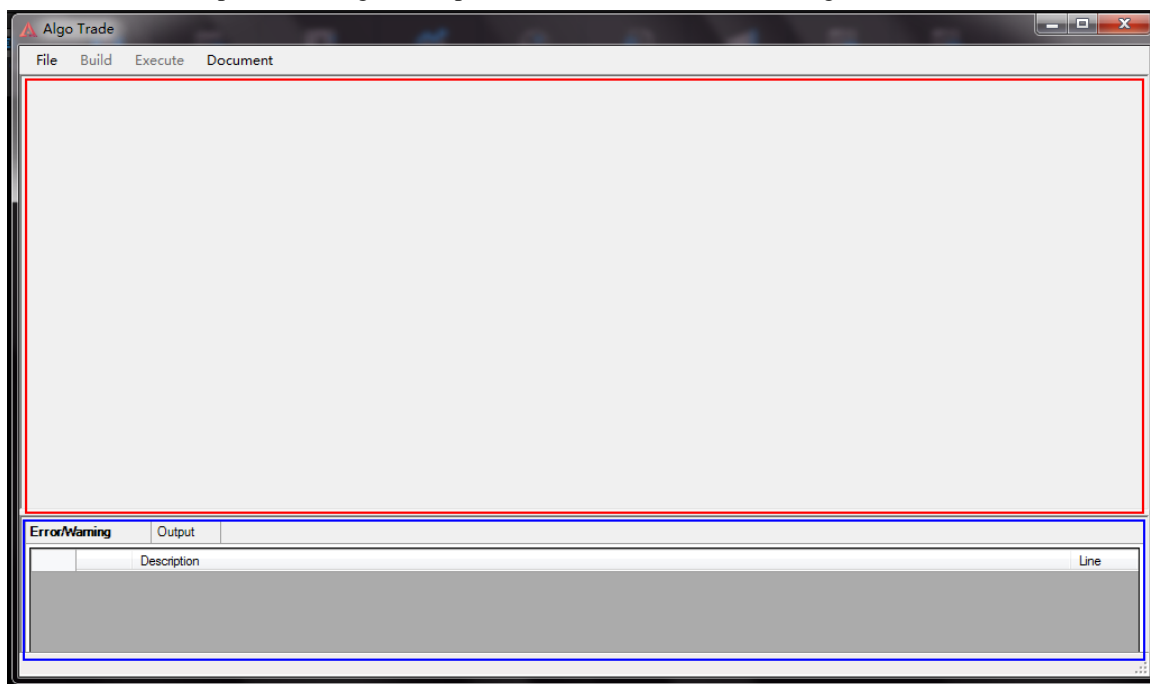 Algo Trade
File Build Execute Document
Error/Warning Output
Description Line